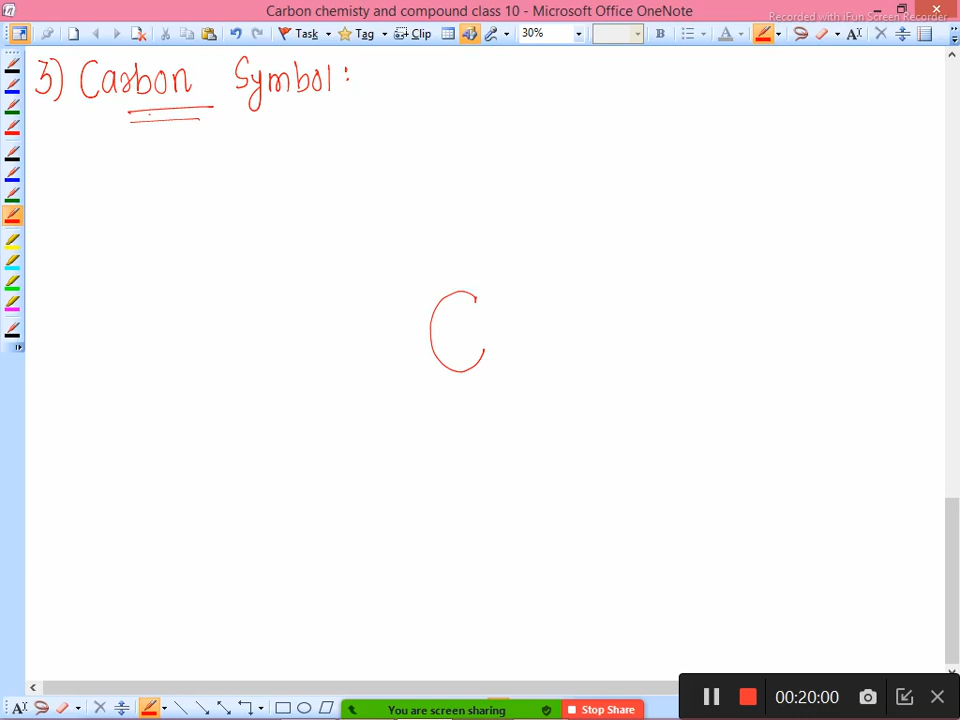 Carbon chemisty and compound class 10 - Microsoft Office OneNote
Recorded with iFun Screen Recorder
Task Tag Clip 30% B A A
3) Carbon Symbol:
C
A You are screen sharing Stop Share 00:20:00